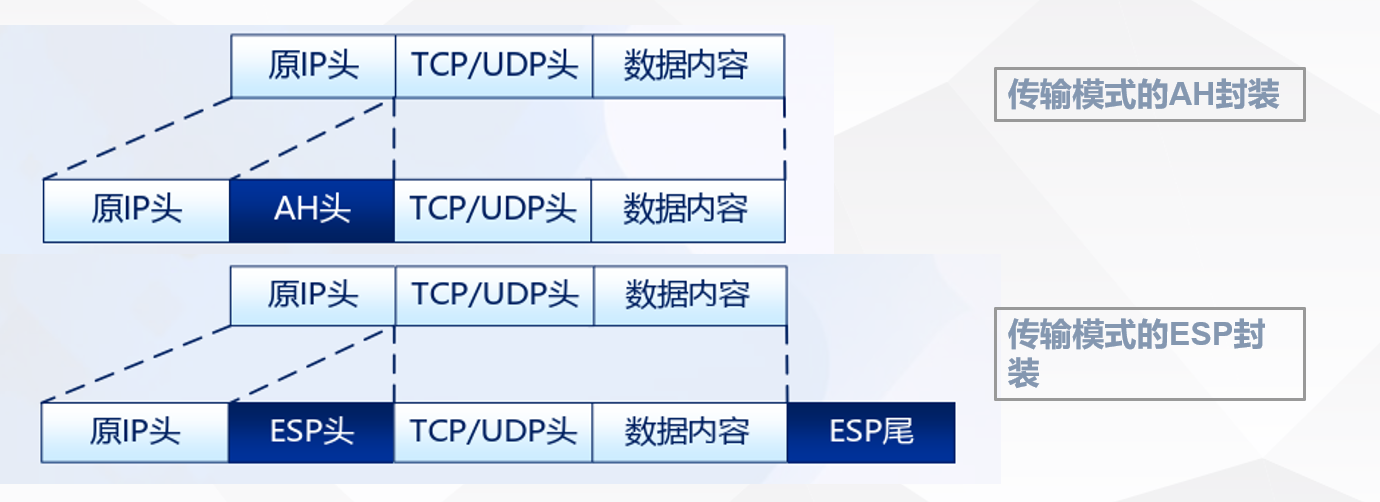 原IP头 TCP/UDP头 数据内容
传输模式的AH封装
原IP头 AH头 TCP/UDP头 数据内容
原IP头 TCP/UDP头 数据内容
传输模式的ESP封
装
原IP头 ESP头 TCP/UDP头 数据内容 ESP尾